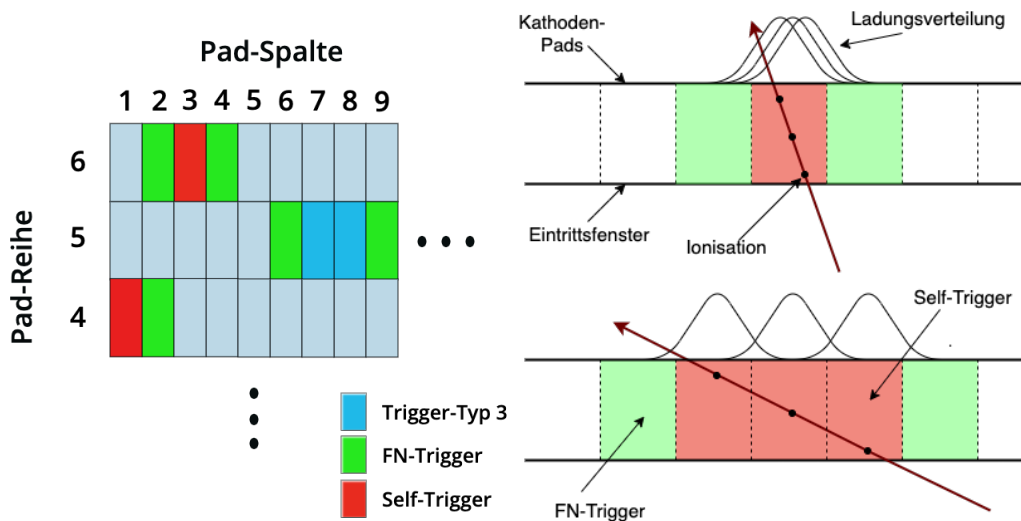 Pad-Spalte
1 2 3 4 5 6 7 8 9
Pad-Reihe
6
5
4
Trigger-Typ 3
FN-Trigger
Self-Trigger
Kathoden-
Pads
Ladungsverteilung
Eintrittsfenster
Ionisation
Self-Trigger
FN-Trigger